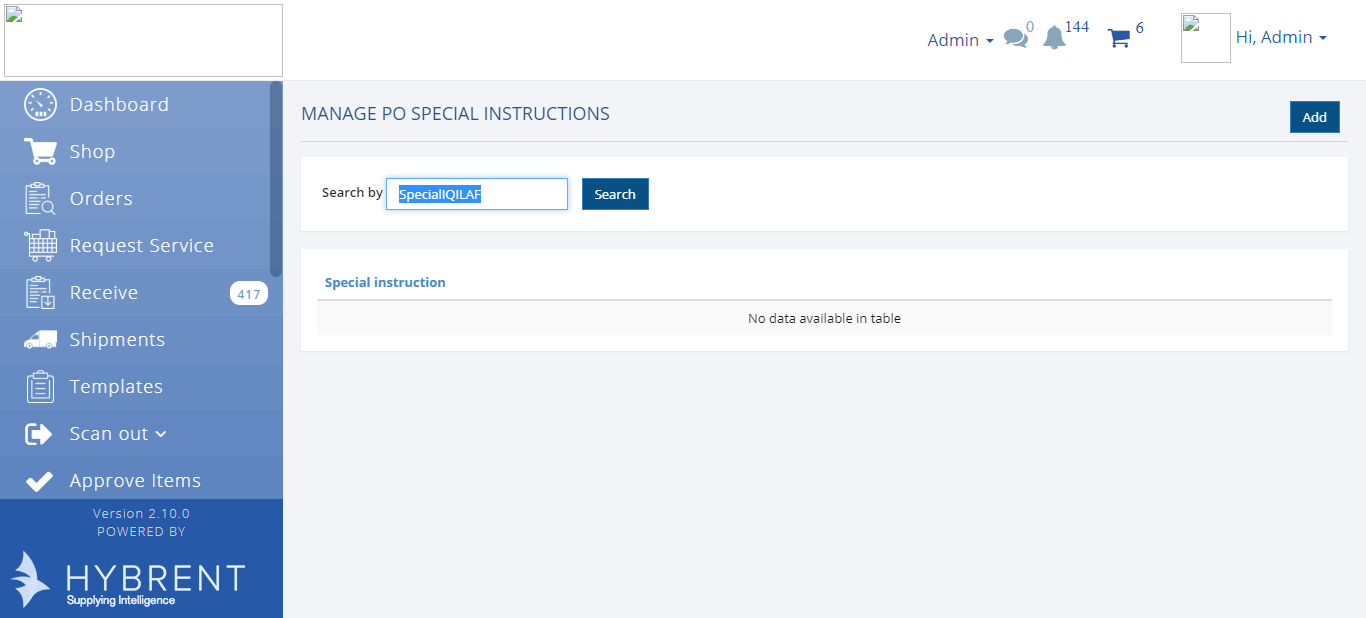 Admin 0 144 6 Hi, Admin
Dashboard
Shop
Orders
Request Service
Receive 417
Shipments
Templates
Scan out
Approve Items
Version 2.10.0
POWERED BY
HYBRENT
Supplying Intelligence
MANAGE PO SPECIAL INSTRUCTIONS
Add
Search by SpecialIQILAF Search
Special instruction
No data available in table